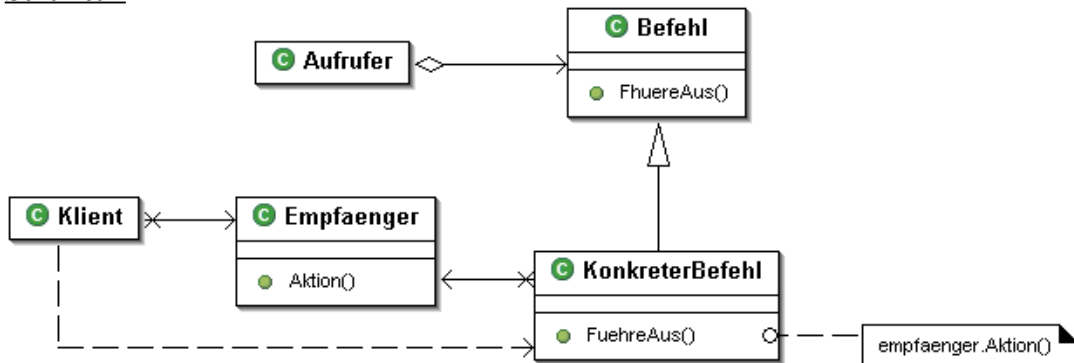 C Befehl
C Aufrufer
FhuereAus()
C Klient
C Empfaenger
Aktion()
C KonkreterBefehl
FuehreAus()
empfaenger.Aktion()